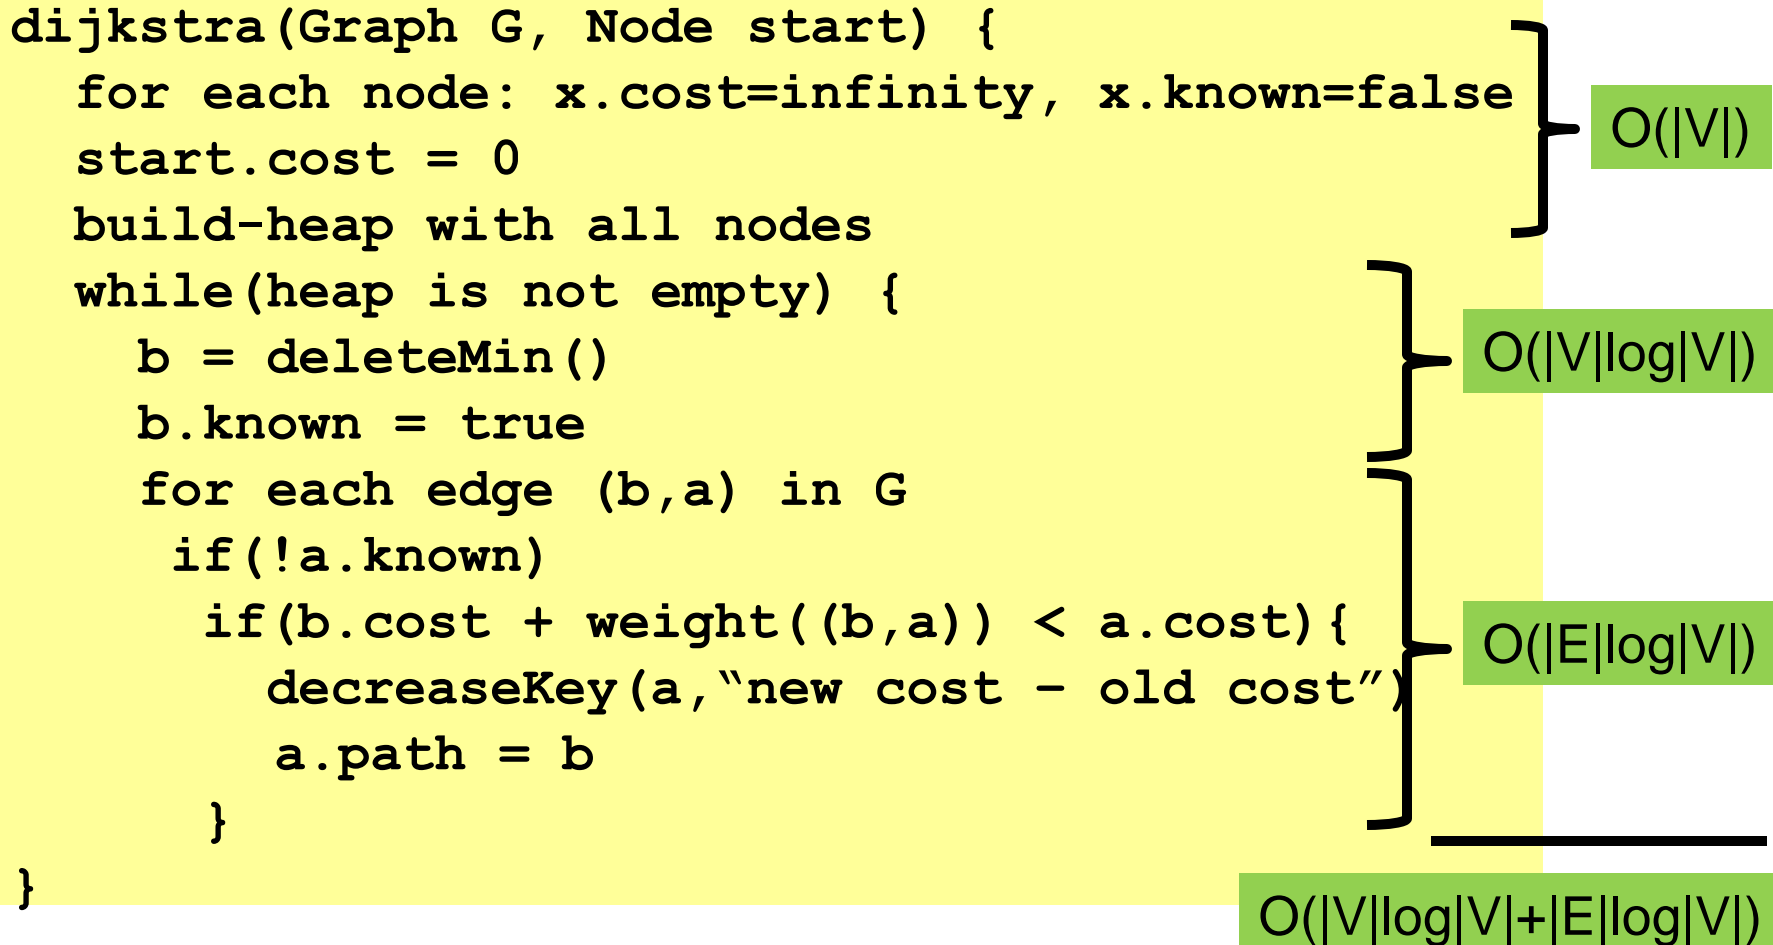 dijkstra(Graph G, Node start) {
for each node: x.cost=infinity, x.known=false
O(|V|)
start.cost = 0
build-heap with all nodes
while(heap is not empty) {
b = deleteMin()
O(|V|log|V|)
b.known = true
for each edge (b,a) in G
if(!a.known)
if(b.cost + weight((b,a)) < a.cost){
O(|E|log|V|)
decreaseKey(a,“new cost – old cost”)
a.path = b
}
}
O(|V|log|V|+|E|log|V|)